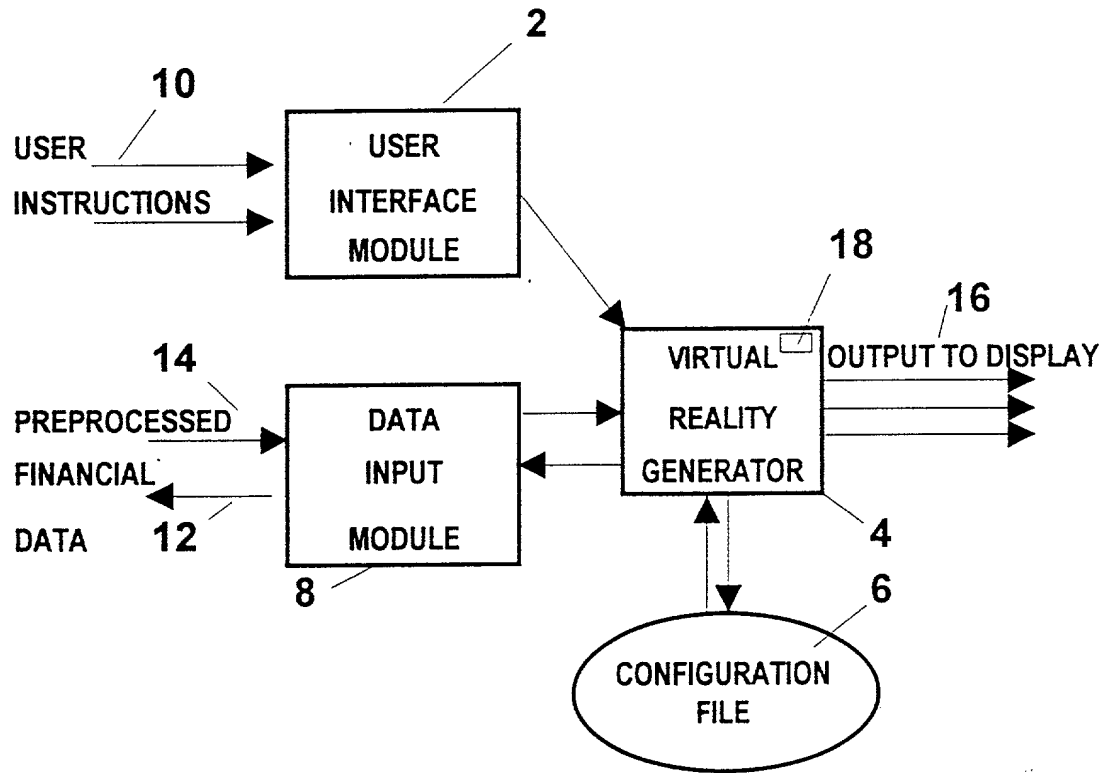 2
10
USER
INSTRUCTIONS
USER
INTERFACE
MODULE
18
16
VIRTUAL
REALITY
GENERATOR
OUTPUT TO DISPLAY
14
PREPROCESSED
FINANCIAL
DATA
12
DATA
INPUT
MODULE
8
4
6
CONFIGURATION
FILE